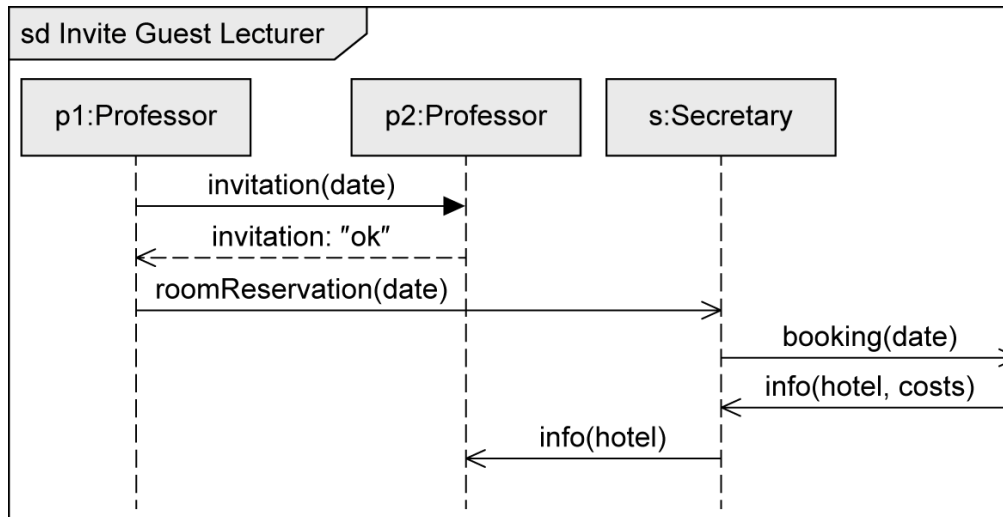 sd Invite Guest Lecturer
p1:Professor
p2:Professor
s:Secretary
invitation(date)
invitation: "ok"
roomReservation(date)
booking(date)
info(hotel, costs)
info(hotel)